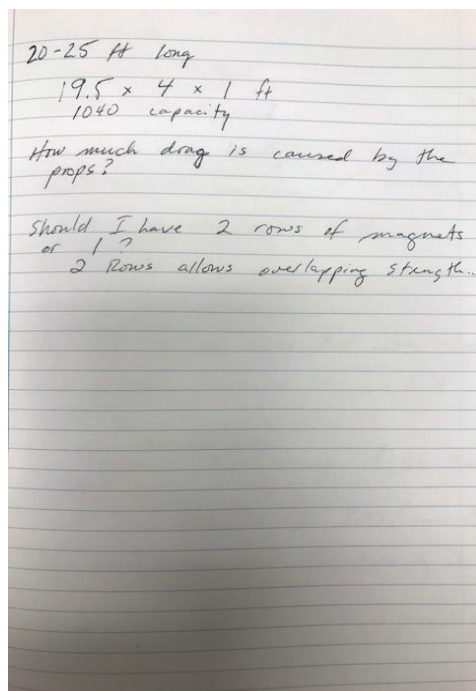 20-25 ft long
19.5 x 4 x 1 ft
1040 capacity
How much drag is caused by the
props?
Should I have 2 rows of magnets
or 1?
2 Rows allows overlapping strength..